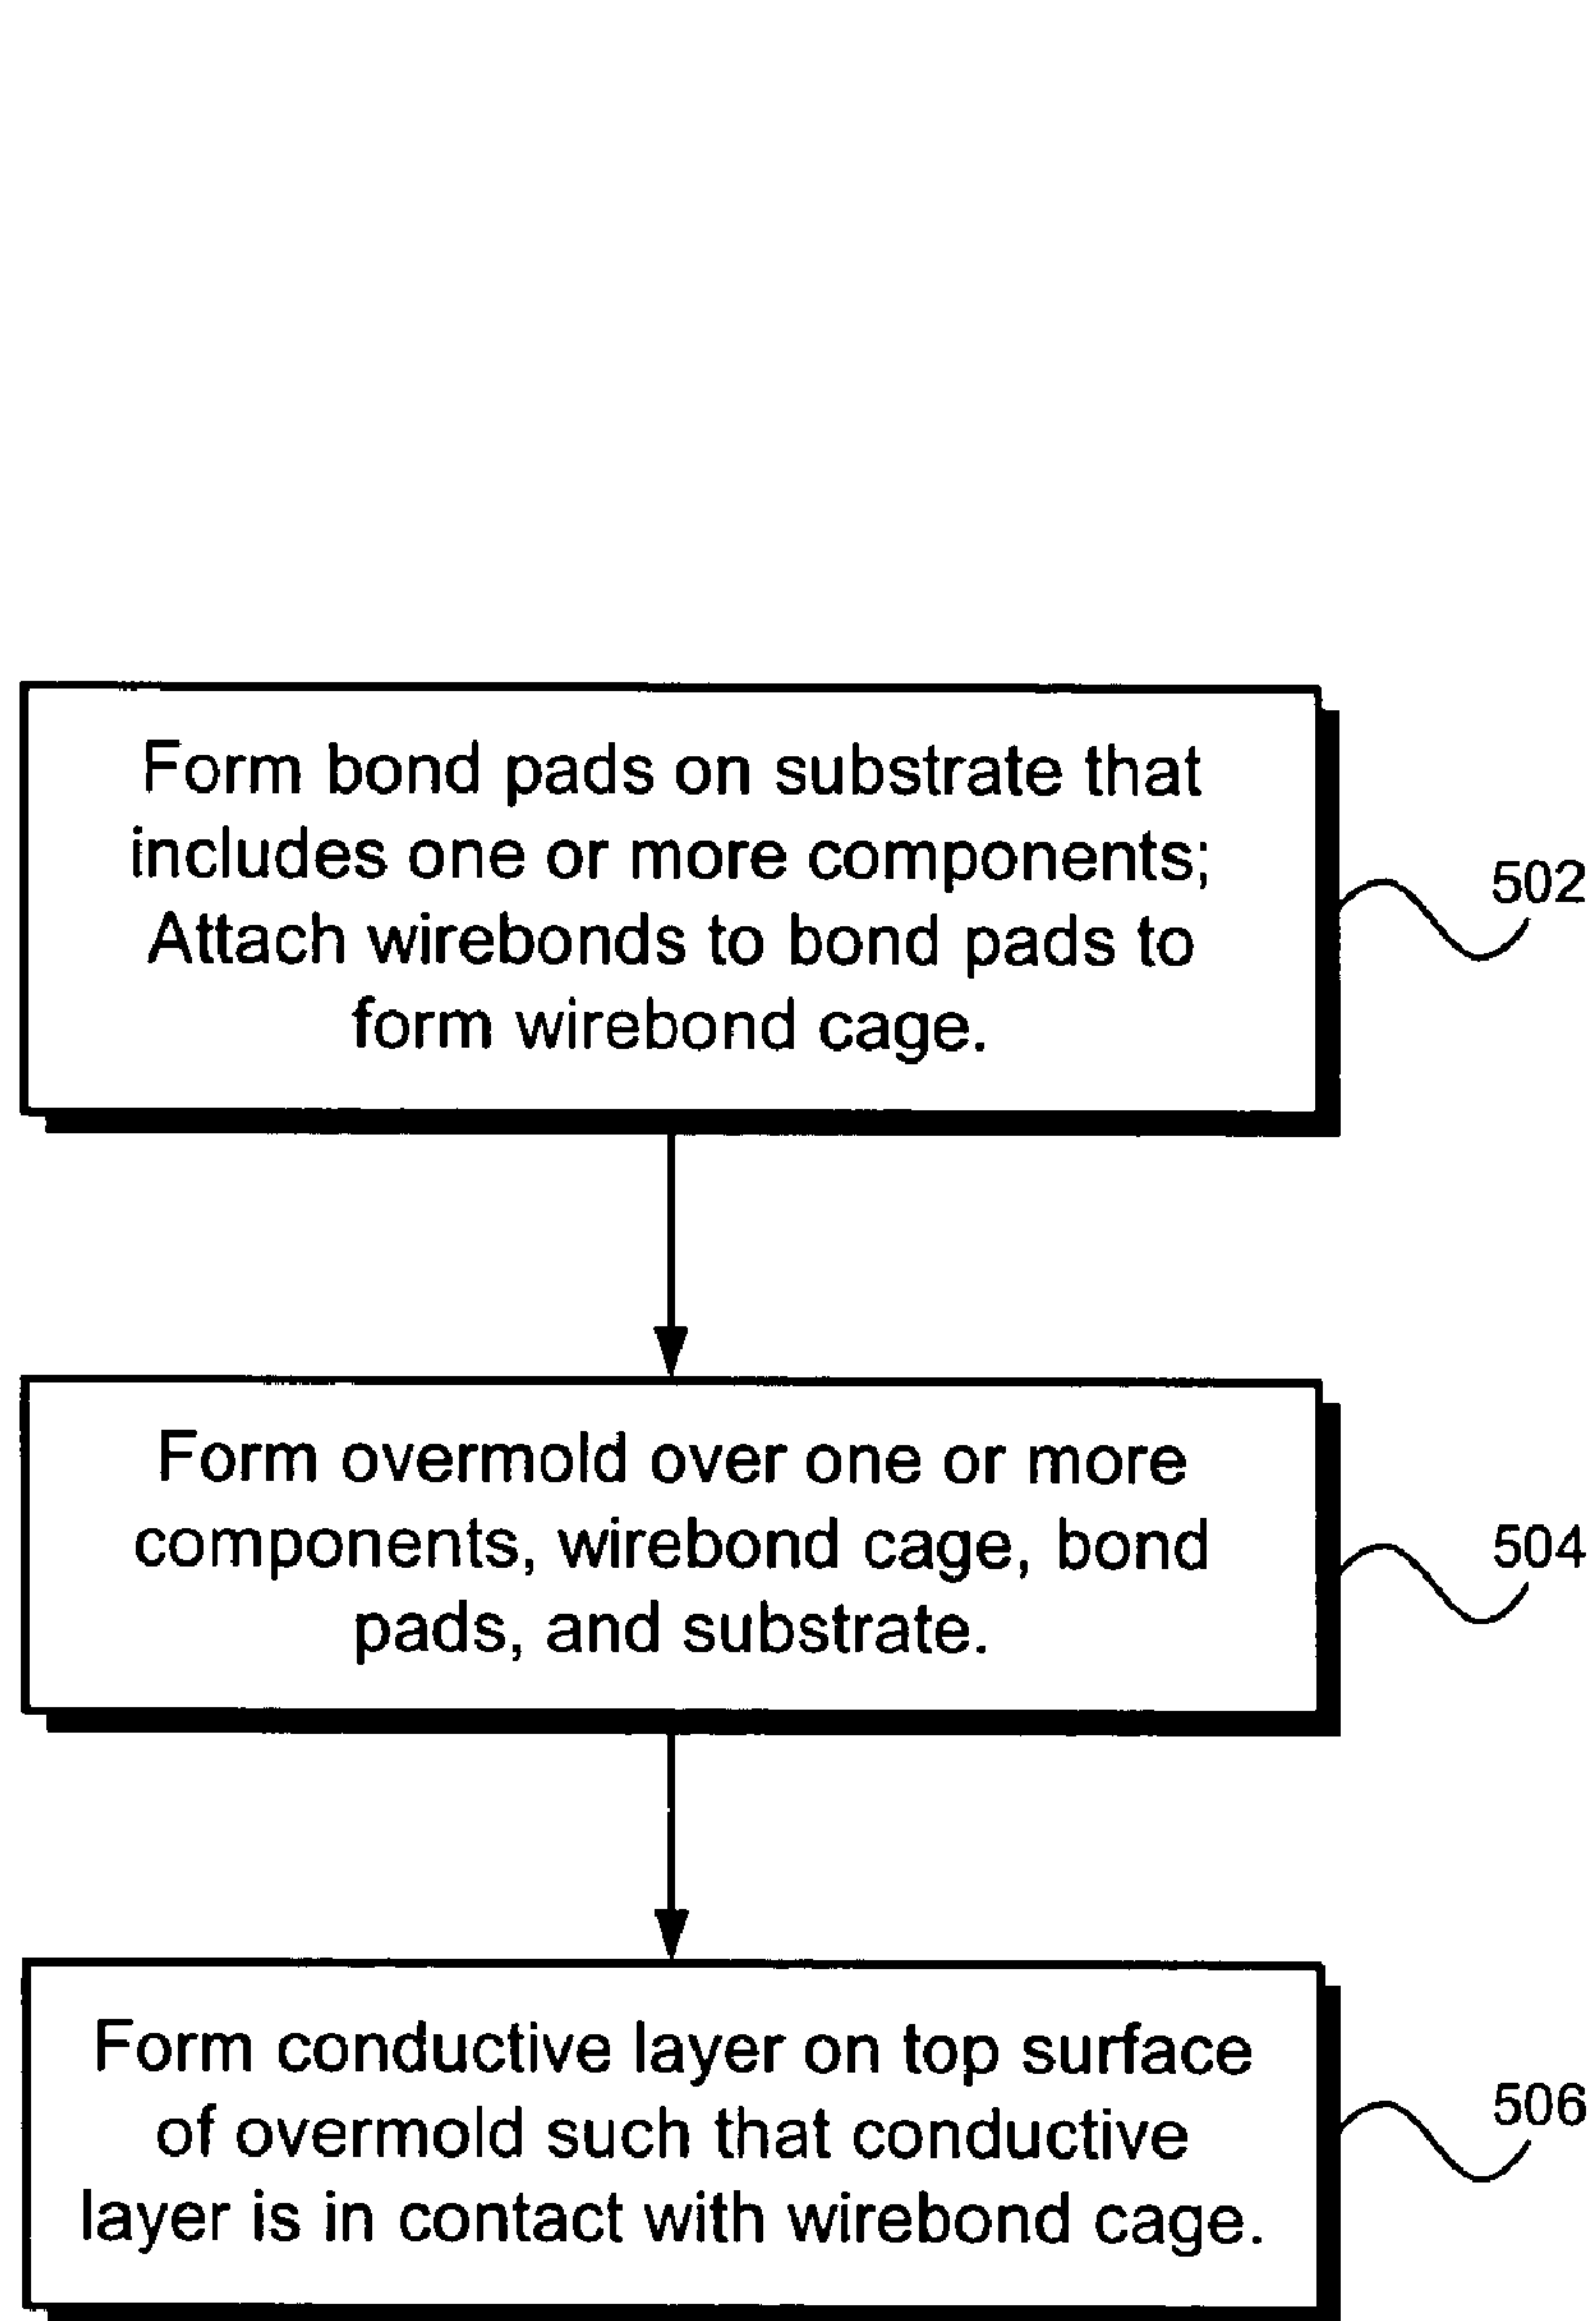 Form bond pads on substrate that
includes one or more components;
Attach wirebonds to bond pads to
form wirebond cage.
502
Form overmold over one or more
components, wirebond cage, bond
pads, and substrate.
504
Form conductive layer on top surface
of overmold such that conductive
layer is in contact with wirebond cage.
506